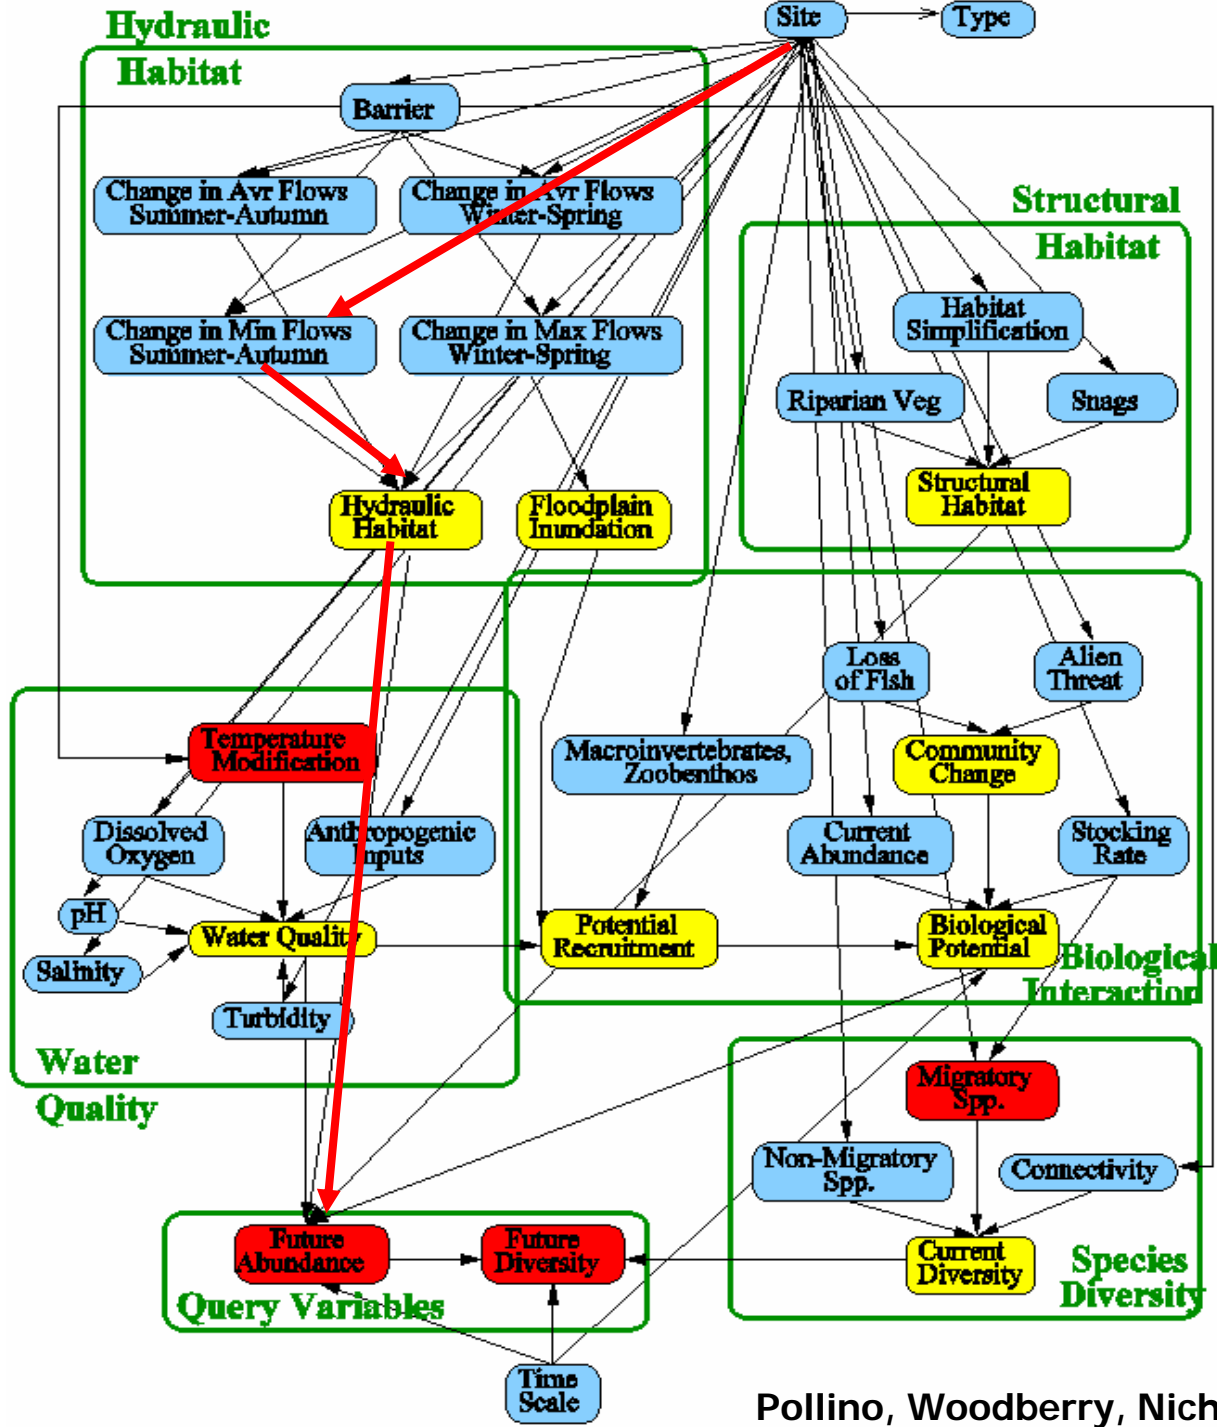 Site
Type
Hydraulic
Habitat
Barrier
Change in Avr Flows
Summer-Autumn
Change in Avr Flows
Winter-Spring
Change in Min Flows
Summer-Autumn
Change in Max Flows
Winter-Spring
Hydraulic
Habitat
Floodplain
Inundation
Structural
Habitat
Habitat
Simplification
Riparian Veg
Snags
Structural
Habitat
Loss
of Fish
Alien
Threat
Macroinvertebrates,
Zoobenthos
Community
Change
Current
Abundance
Stocking
Rate
Potential
Recruitment
Biological
Potential
Biological
Interaction
Temperature
Modification
Dissolved
Oxygen
Anthropogenic
Inputs
pH
Water Quality
Salinity
Turbidity
Water
Quality
Migratory
Spp.
Non-Migratory
Spp.
Connectivity
Current
Diversity
Species
Diversity
Future
Abundance
Future
Diversity
Query Variables
Time
Scale
Pollino, Woodberry, Nich